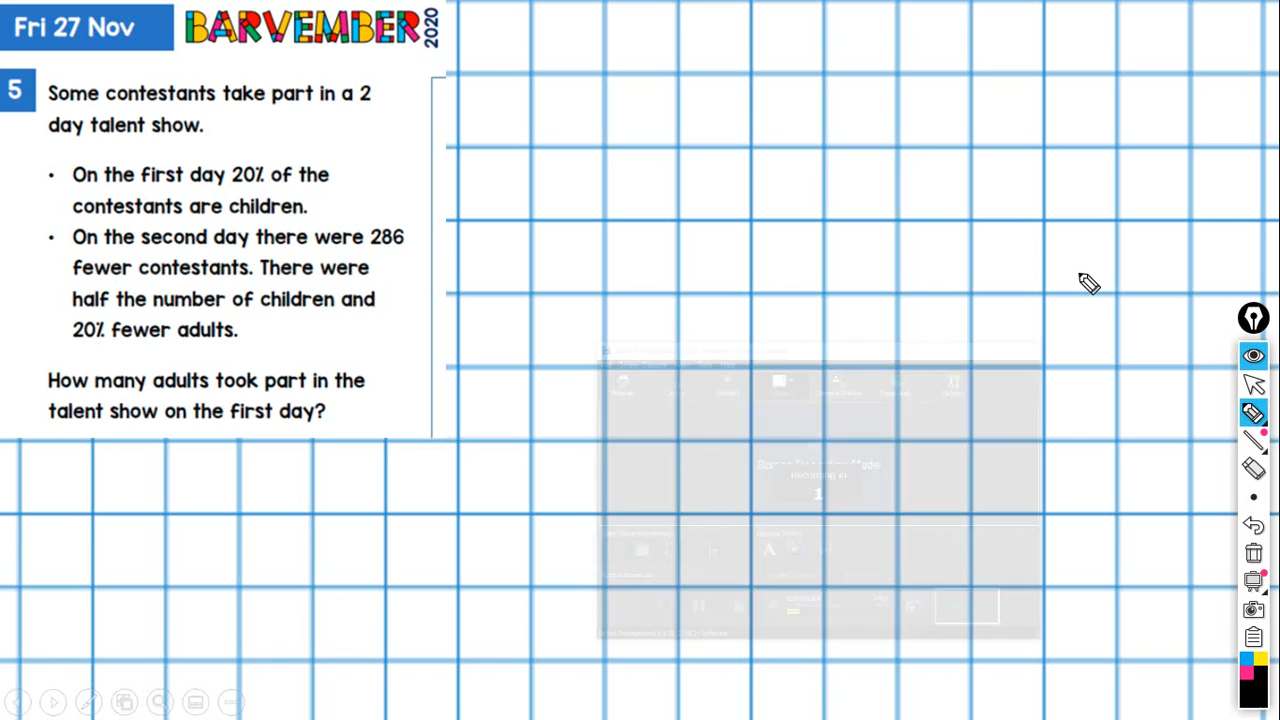 Fri 27 Nov
BARVEMBER
2020
5
Some contestants take part in a 2
day talent show.
• On the first day 20% of the
contestants are children.
• On the second day there were 286
fewer contestants. There were
half the number of children and
20% fewer adults.
How many adults took part in the
talent show on the first day?
Recording in
1
A